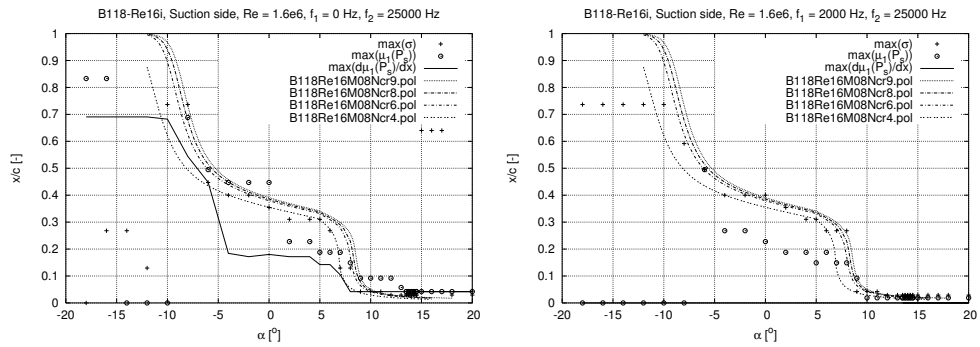 B118-Re16i, Suction side, Re = 1.6e6, f₁ = 0 Hz, f₂ = 25000 Hz
max(σ)
max(μ₁(Pₛ))
max(dμ₁(Pₛ)/dx)
B118Re16M08Ncr9.pol
B118Re16M08Ncr8.pol
B118Re16M08Ncr6.pol
B118Re16M08Ncr4.pol
x/c [-]
1
0.9
0.8
0.7
0.6
0.5
0.4
0.3
0.2
0.1
0
-20 -15 -10 -5 0 5 10 15 20
α [°]
B118-Re16i, Suction side, Re = 1.6e6, f₁ = 2000 Hz, f₂ = 25000 Hz
max(σ)
max(μ₁(Pₛ))
max(dμ₁(Pₛ)/dx)
B118Re16M08Ncr9.pol
B118Re16M08Ncr8.pol
B118Re16M08Ncr6.pol
B118Re16M08Ncr4.pol
x/c [-]
1
0.9
0.8
0.7
0.6
0.5
0.4
0.3
0.2
0.1
0
-20 -15 -10 -5 0 5 10 15 20
α [°]